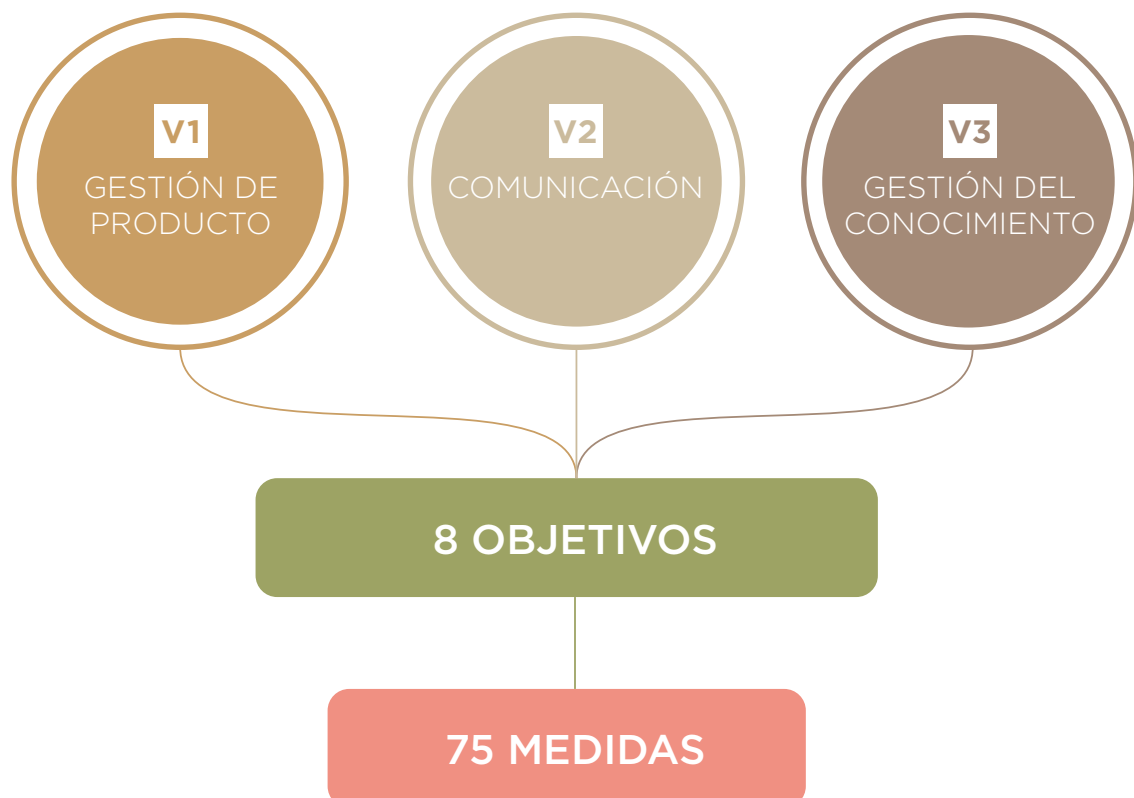 V1
GESTIÓN DE
PRODUCTO
V2
COMUNICACIÓN
V3
GESTIÓN DEL
CONOCIMIENTO
8 OBJETIVOS
75 MEDIDAS